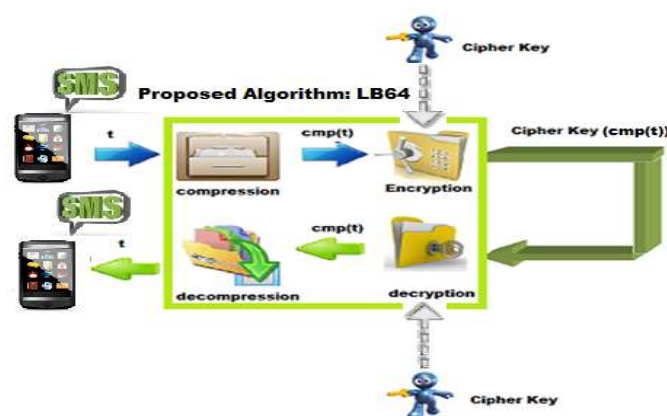 Cipher Key
SMS
Proposed Algorithm: LB64
t
cmp(t)
Cipher Key (cmp(t))
compression
Encryption
SMS
t
cmp(t)
decompression
decryption
Cipher Key